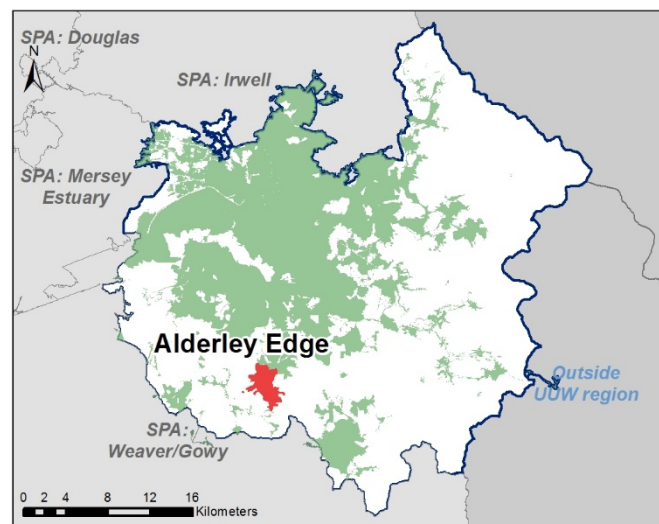 SPA: Douglas
N
SPA: Irwell
SPA: Mersey
Estuary
Alderley Edge
Outside
UUW region
SPA:
Weaver/Gowy
0 2 4 8 12 16
Kilometers